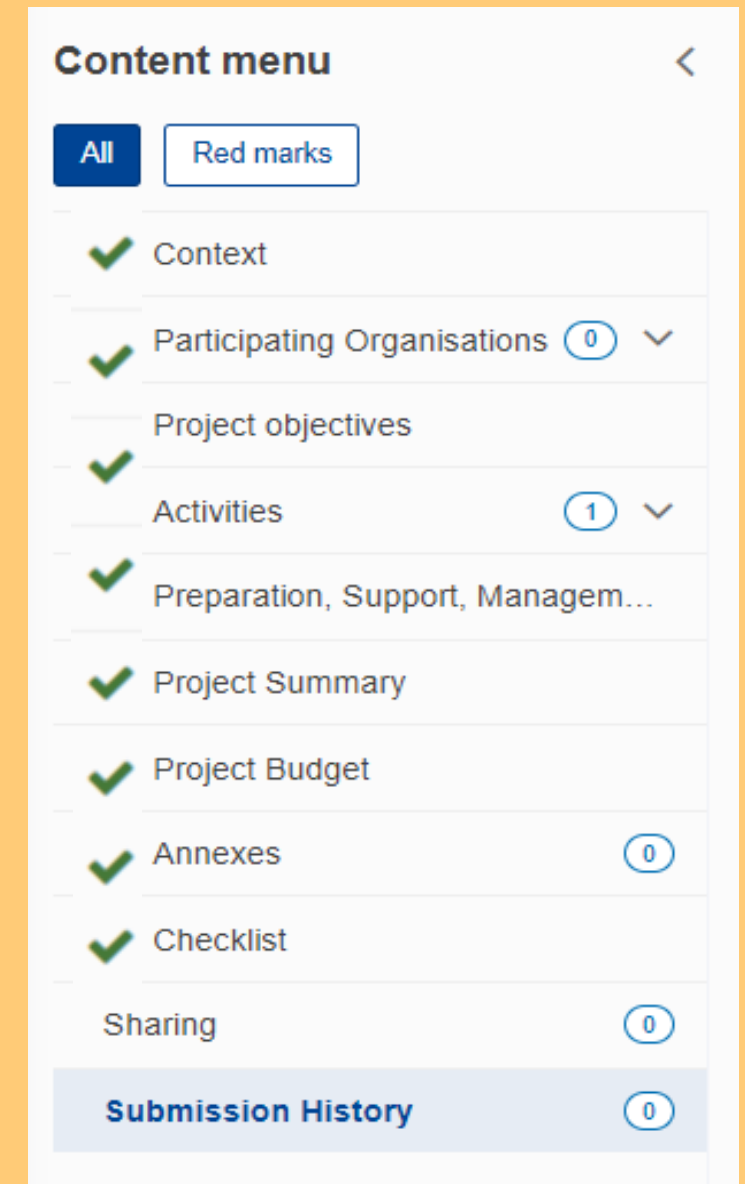 Content menu
All Red marks
Context
Participating Organisations 0
Project objectives
Activities 1
Preparation, Support, Managem...
Project Summary
Project Budget
Annexes 0
Checklist
Sharing 0
Submission History 0